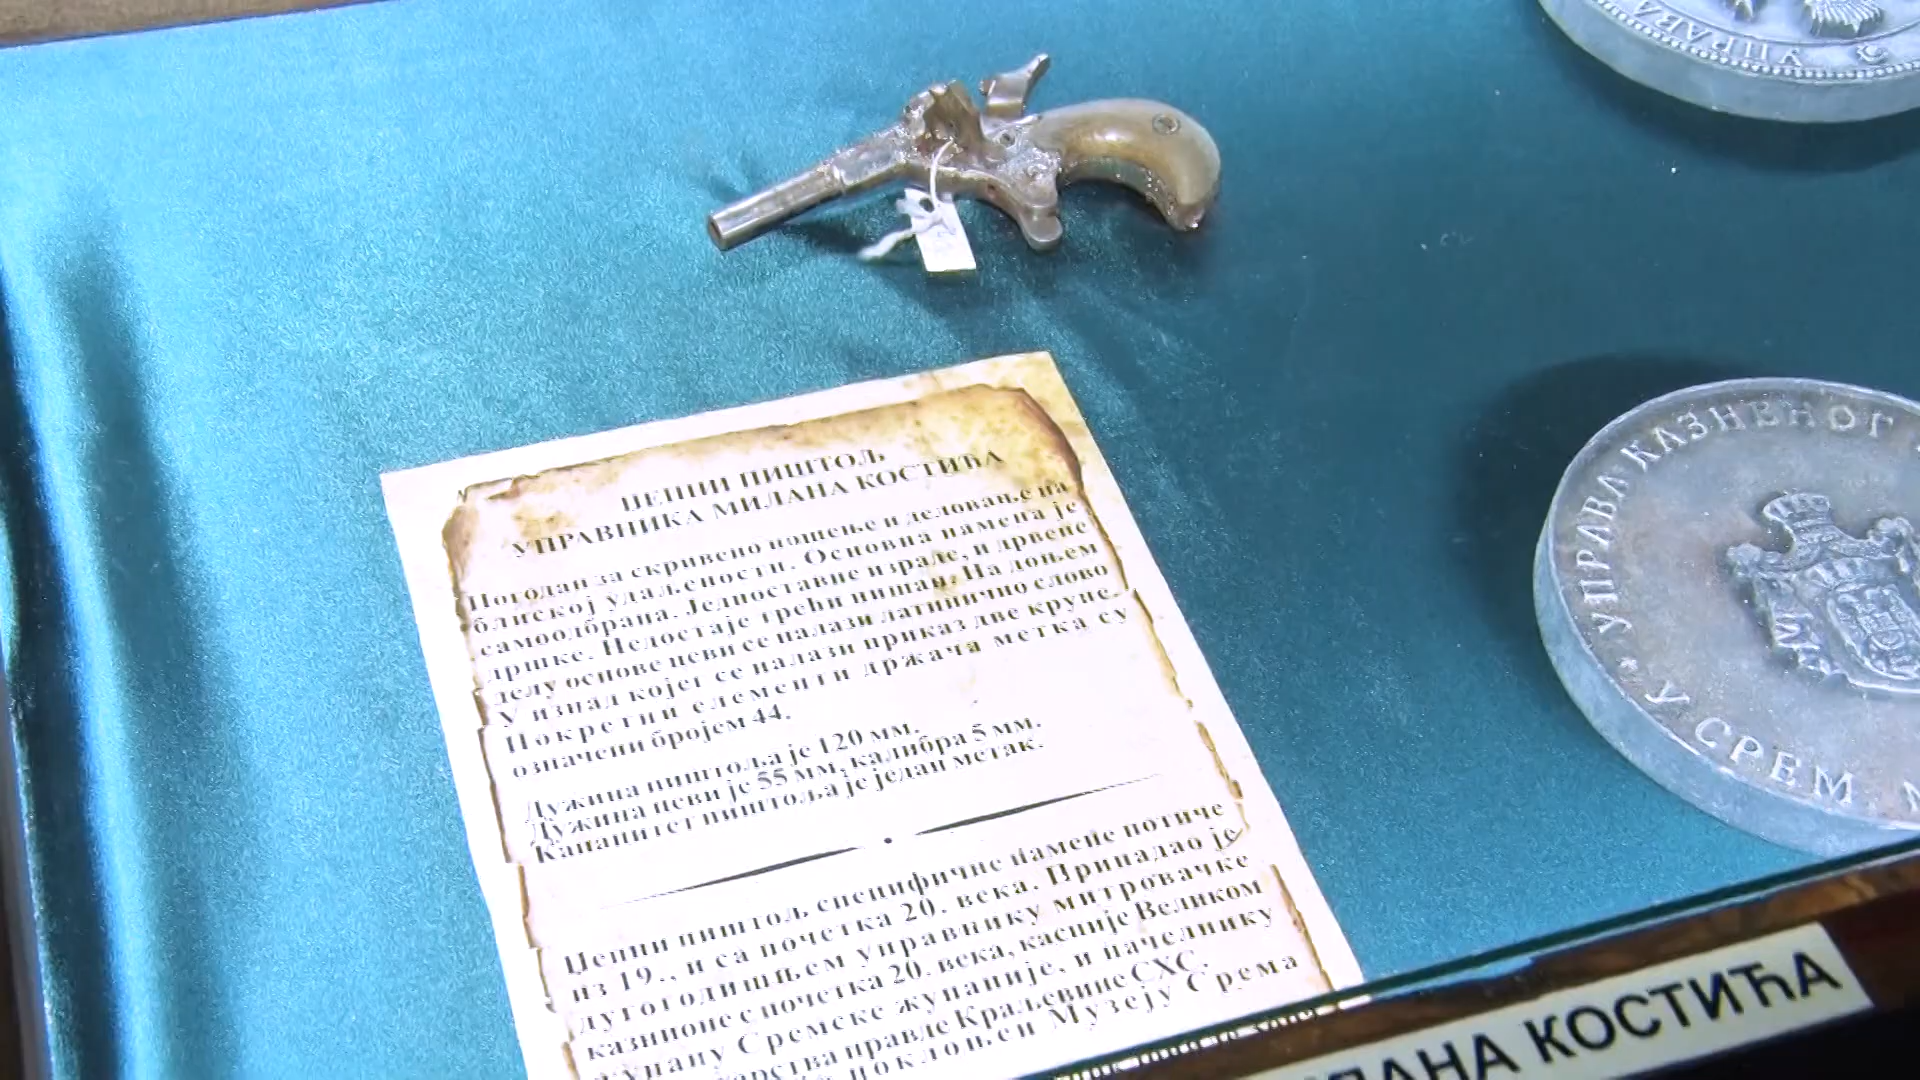 УПРАВА
ЏЕПНИ ПИШТОЉ
УПРАВНИКА МИЛАНА КОСТИЋА
Погодан за скривено ношење и деловање на
блиској удаљености. Основна намена је
самоодбрана. Једноставне израде, и дрвене
дршке. Недостаје трећи нишан. На доњем
делу основе цеви се налази латинично слово
У изнад којег се налази приказ две круне.
Покретни елементи држача метка су
означени бројем 44.
Дужина пиштоља је 120 мм.
Дужина цеви је 55 мм, калибра 5 мм.
Капацитет пиштоља је један метак.
Џепни пиштољ специфичне намене потиче
из 19., и са почетка 20. века. Припадао је
дугогодишњем управнику митровачке
казнионе с почетка 20. века, касније Великом
жупану Сремске жупаније, и начелнику
правде Краљевине СХС.
поклоњен Музеју Срема
УПРАВА КАЗНЕНОГ
У СРЕМ.
КОСТИЋА